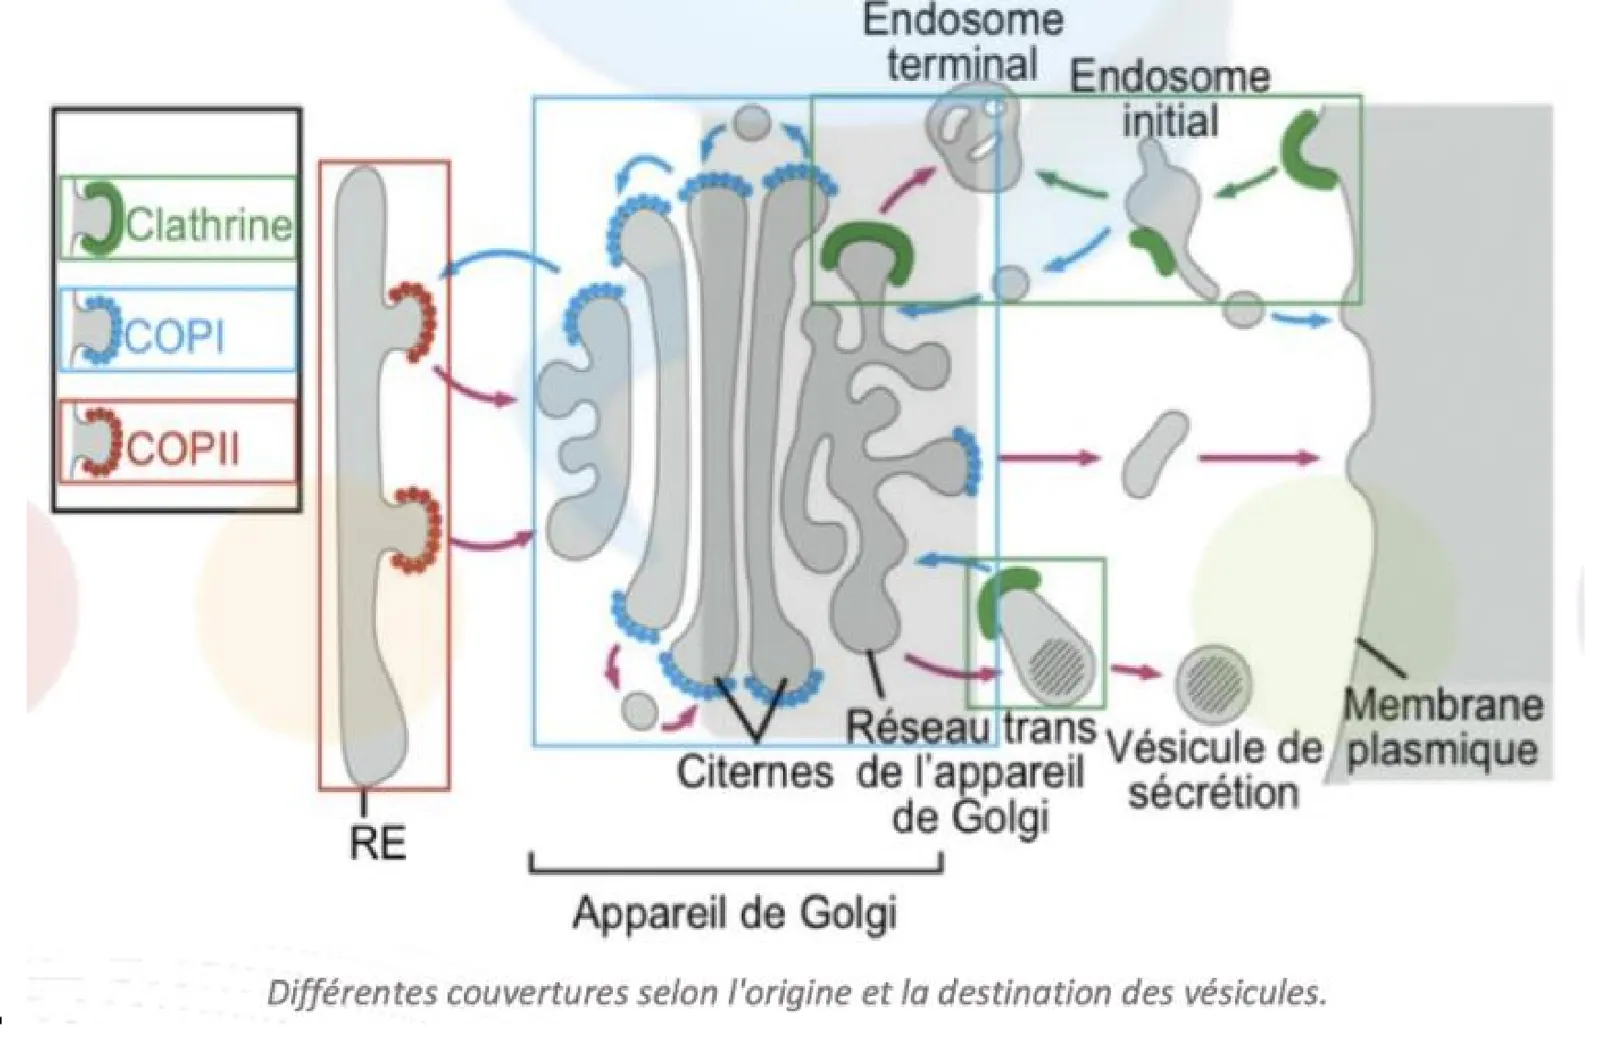 Endosome
terminal
Endosome
initial
Clathrine
COPI
COPII
RE
Citernes
Réseau trans
de l'appareil
de Golgi
Vésicule de
sécrétion
Membrane
plasmique
Appareil de Golgi
Différentes couvertures selon l'origine et la destination des vésicules.